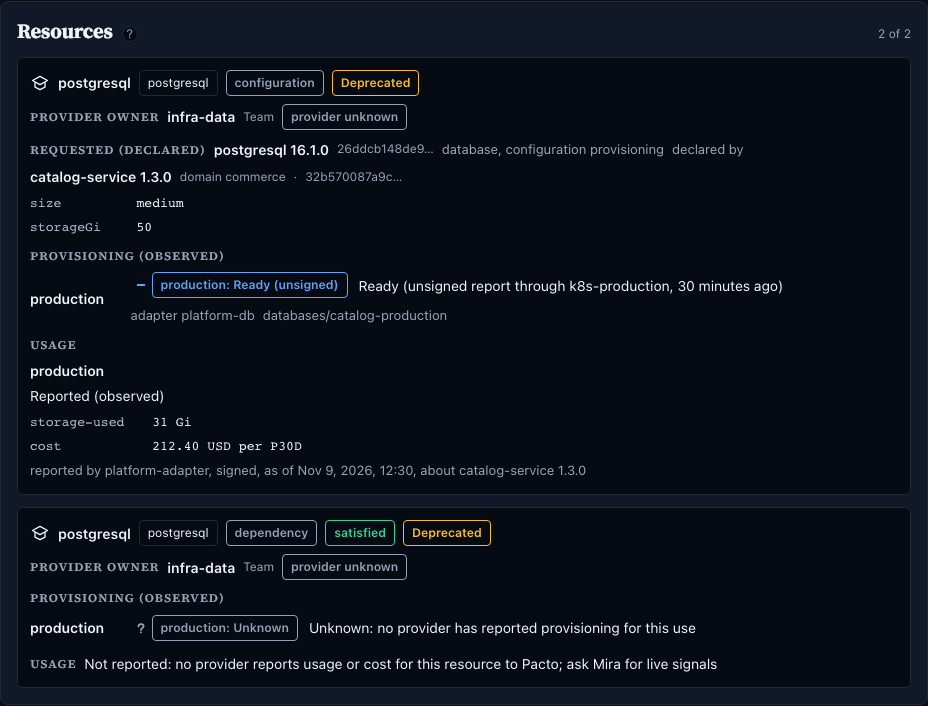 Resources ?
2 of 2
postgresql postgresql configuration Deprecated
PROVIDER OWNER infra-data Team provider unknown
REQUESTED (DECLARED) postgresql 16.1.0 26ddcb148de9... database, configuration provisioning declared by
catalog-service 1.3.0 domain commerce · 32b570087a9c...
size medium
storageGi 50
PROVISIONING (OBSERVED)
production – production: Ready (unsigned) Ready (unsigned report through k8s-production, 30 minutes ago)
adapter platform-db databases/catalog-production
USAGE
production
Reported (observed)
storage-used 31 Gi
cost 212.40 USD per P30D
reported by platform-adapter, signed, as of Nov 9, 2026, 12:30, about catalog-service 1.3.0
postgresql postgresql dependency satisfied Deprecated
PROVIDER OWNER infra-data Team provider unknown
PROVISIONING (OBSERVED)
production ? production: Unknown Unknown: no provider has reported provisioning for this use
USAGE Not reported: no provider reports usage or cost for this resource to Pacto; ask Mira for live signals